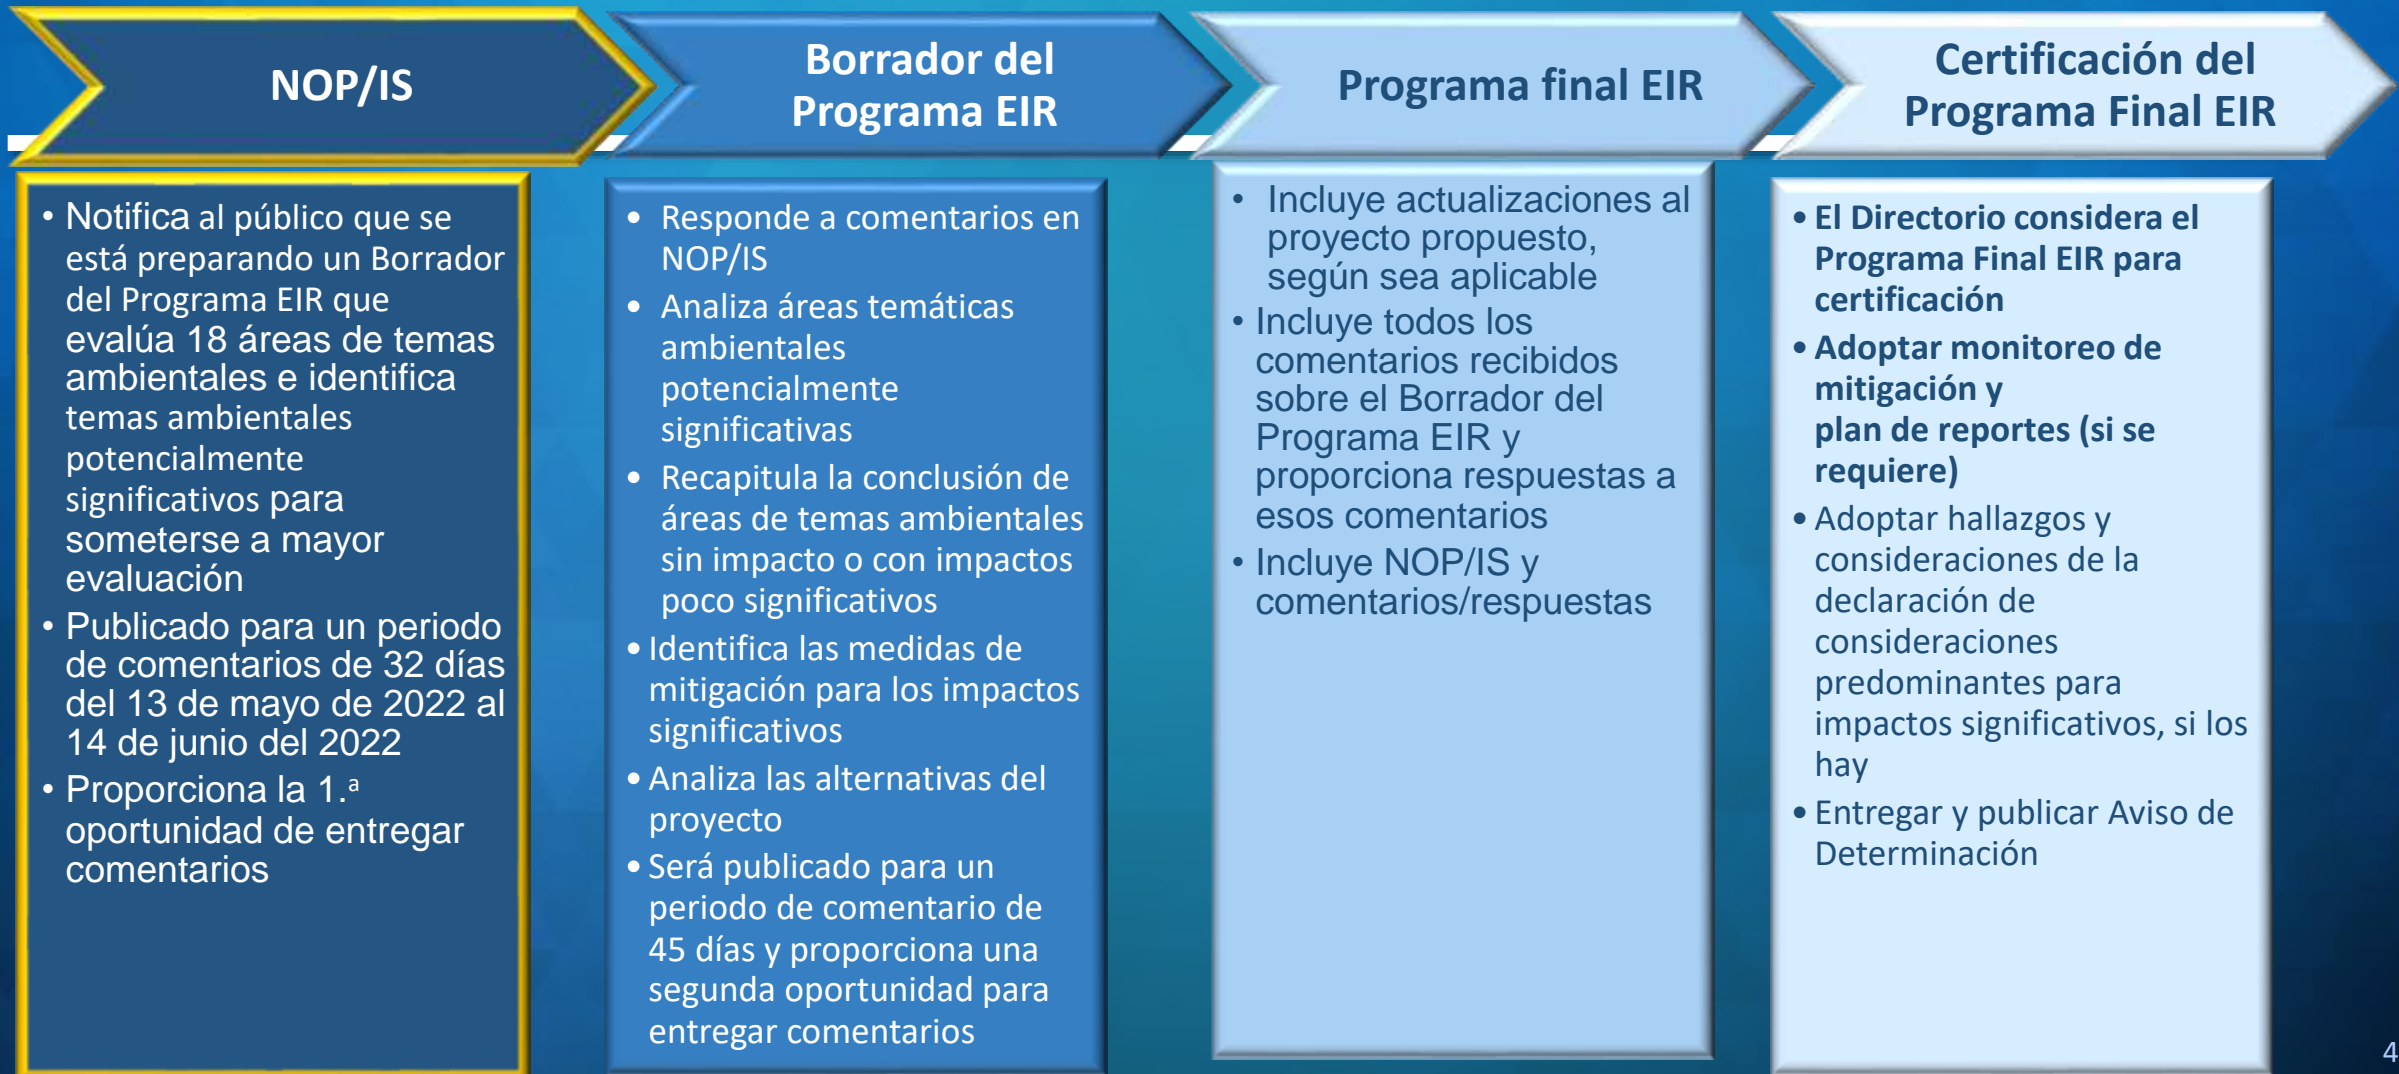 NOP/IS
• Notifica al público que se
está preparando un Borrador
del Programa EIR que
evalúa 18 áreas de temas
ambientales e identifica
temas ambientales
potencialmente
significativos para
someterse a mayor
evaluación
• Publicado para un periodo
de comentarios de 32 días
del 13 de mayo de 2022 al
14 de junio del 2022
• Proporciona la 1.ª
oportunidad de entregar
comentarios
Borrador del
Programa EIR
• Responde a comentarios en
NOP/IS
• Analiza áreas temáticas
ambientales
potencialmente
significativas
• Recapitula la conclusión de
áreas de temas ambientales
sin impacto o con impactos
poco significativos
• Identifica las medidas de
mitigación para los impactos
significativos
• Analiza las alternativas del
proyecto
• Será publicado para un
periodo de comentario de
45 días y proporciona una
segunda oportunidad para
entregar comentarios
Programa final EIR
• Incluye actualizaciones al
proyecto propuesto,
según sea aplicable
• Incluye todos los
comentarios recibidos
sobre el Borrador del
Programa EIR y
proporciona respuestas a
esos comentarios
• Incluye NOP/IS y
comentarios/respuestas
Certificación del
Programa Final EIR
• El Directorio considera el
Programa Final EIR para
certificación
• Adoptar monitoreo de
mitigación y
plan de reportes (si se
requiere)
• Adoptar hallazgos y
consideraciones de la
declaración de
consideraciones
predominantes para
impactos significativos, si los
hay
• Entregar y publicar Aviso de
Determinación
4